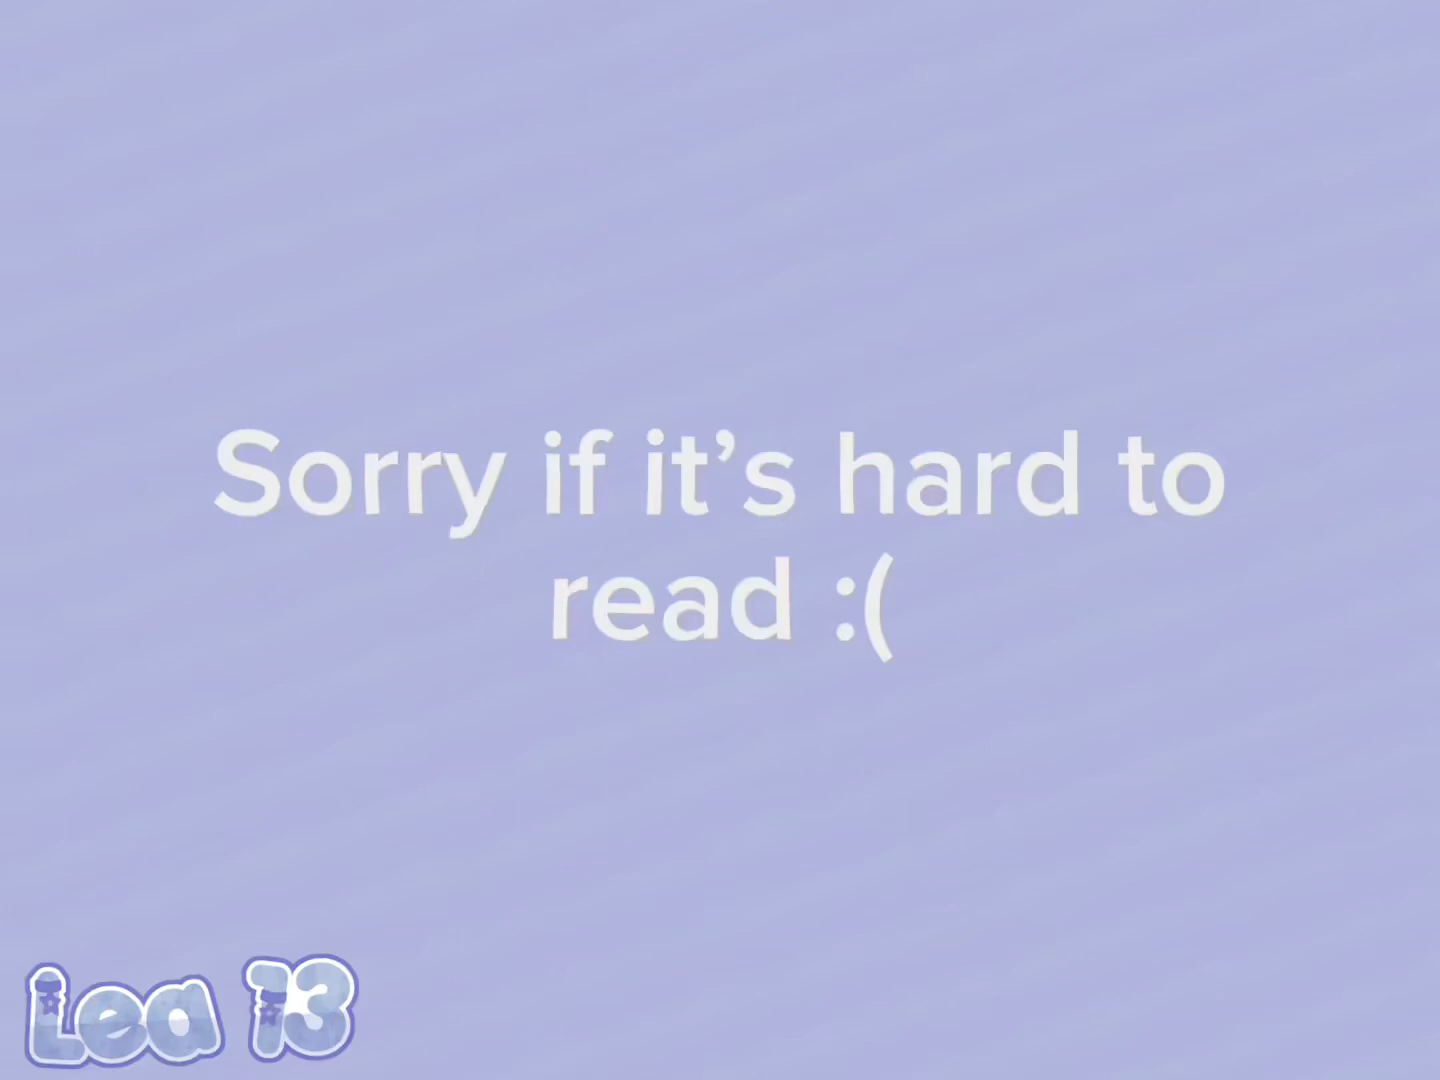 Sorry if it’s hard to
read :(
Lea 13